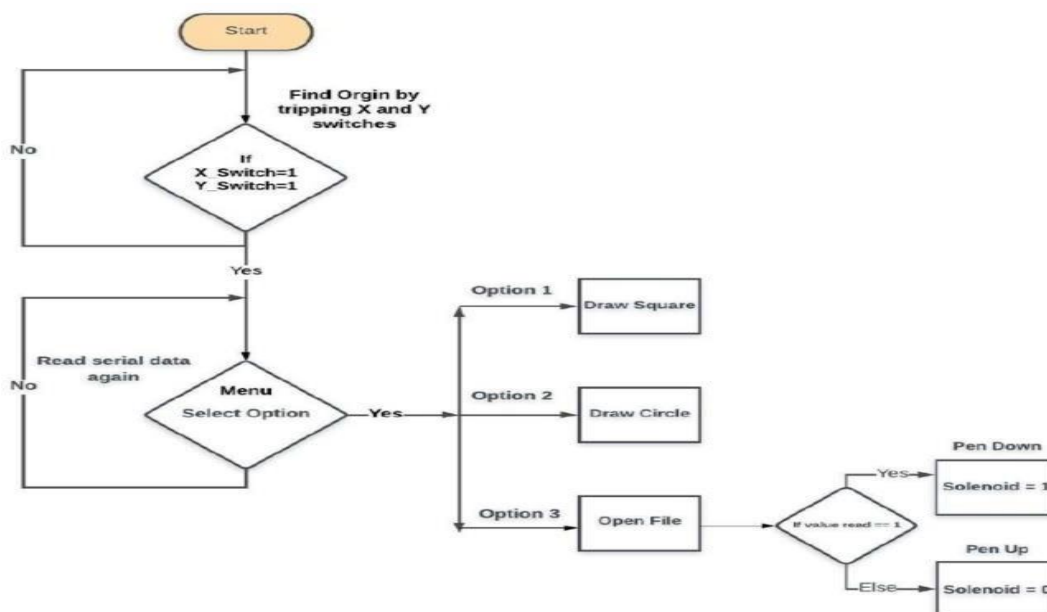 Start
Find Orgin by
tripping X and Y
switches
No
If
X_Switch=1
Y_Switch=1
Yes
Option 1
Draw Square
Read serial data
again
No
Menu
Select Option
Yes
Option 2
Draw Circle
Option 3
Open File
If value read == 1
Yes
Pen Down
Solenoid = 1
Else
Pen Up
Solenoid = 0